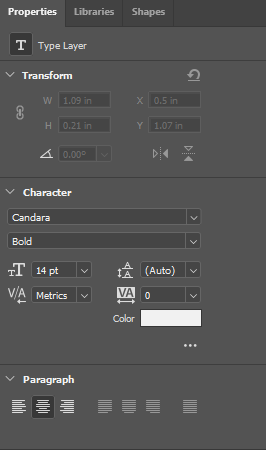 Properties Libraries Shapes
T Type Layer
Transform
W 1.09 in X 0.5 in
H 0.21 in Y 1.07 in
0.00°
Character
Candara
Bold
14 pt (Auto)
Metrics 0
Color
Paragraph